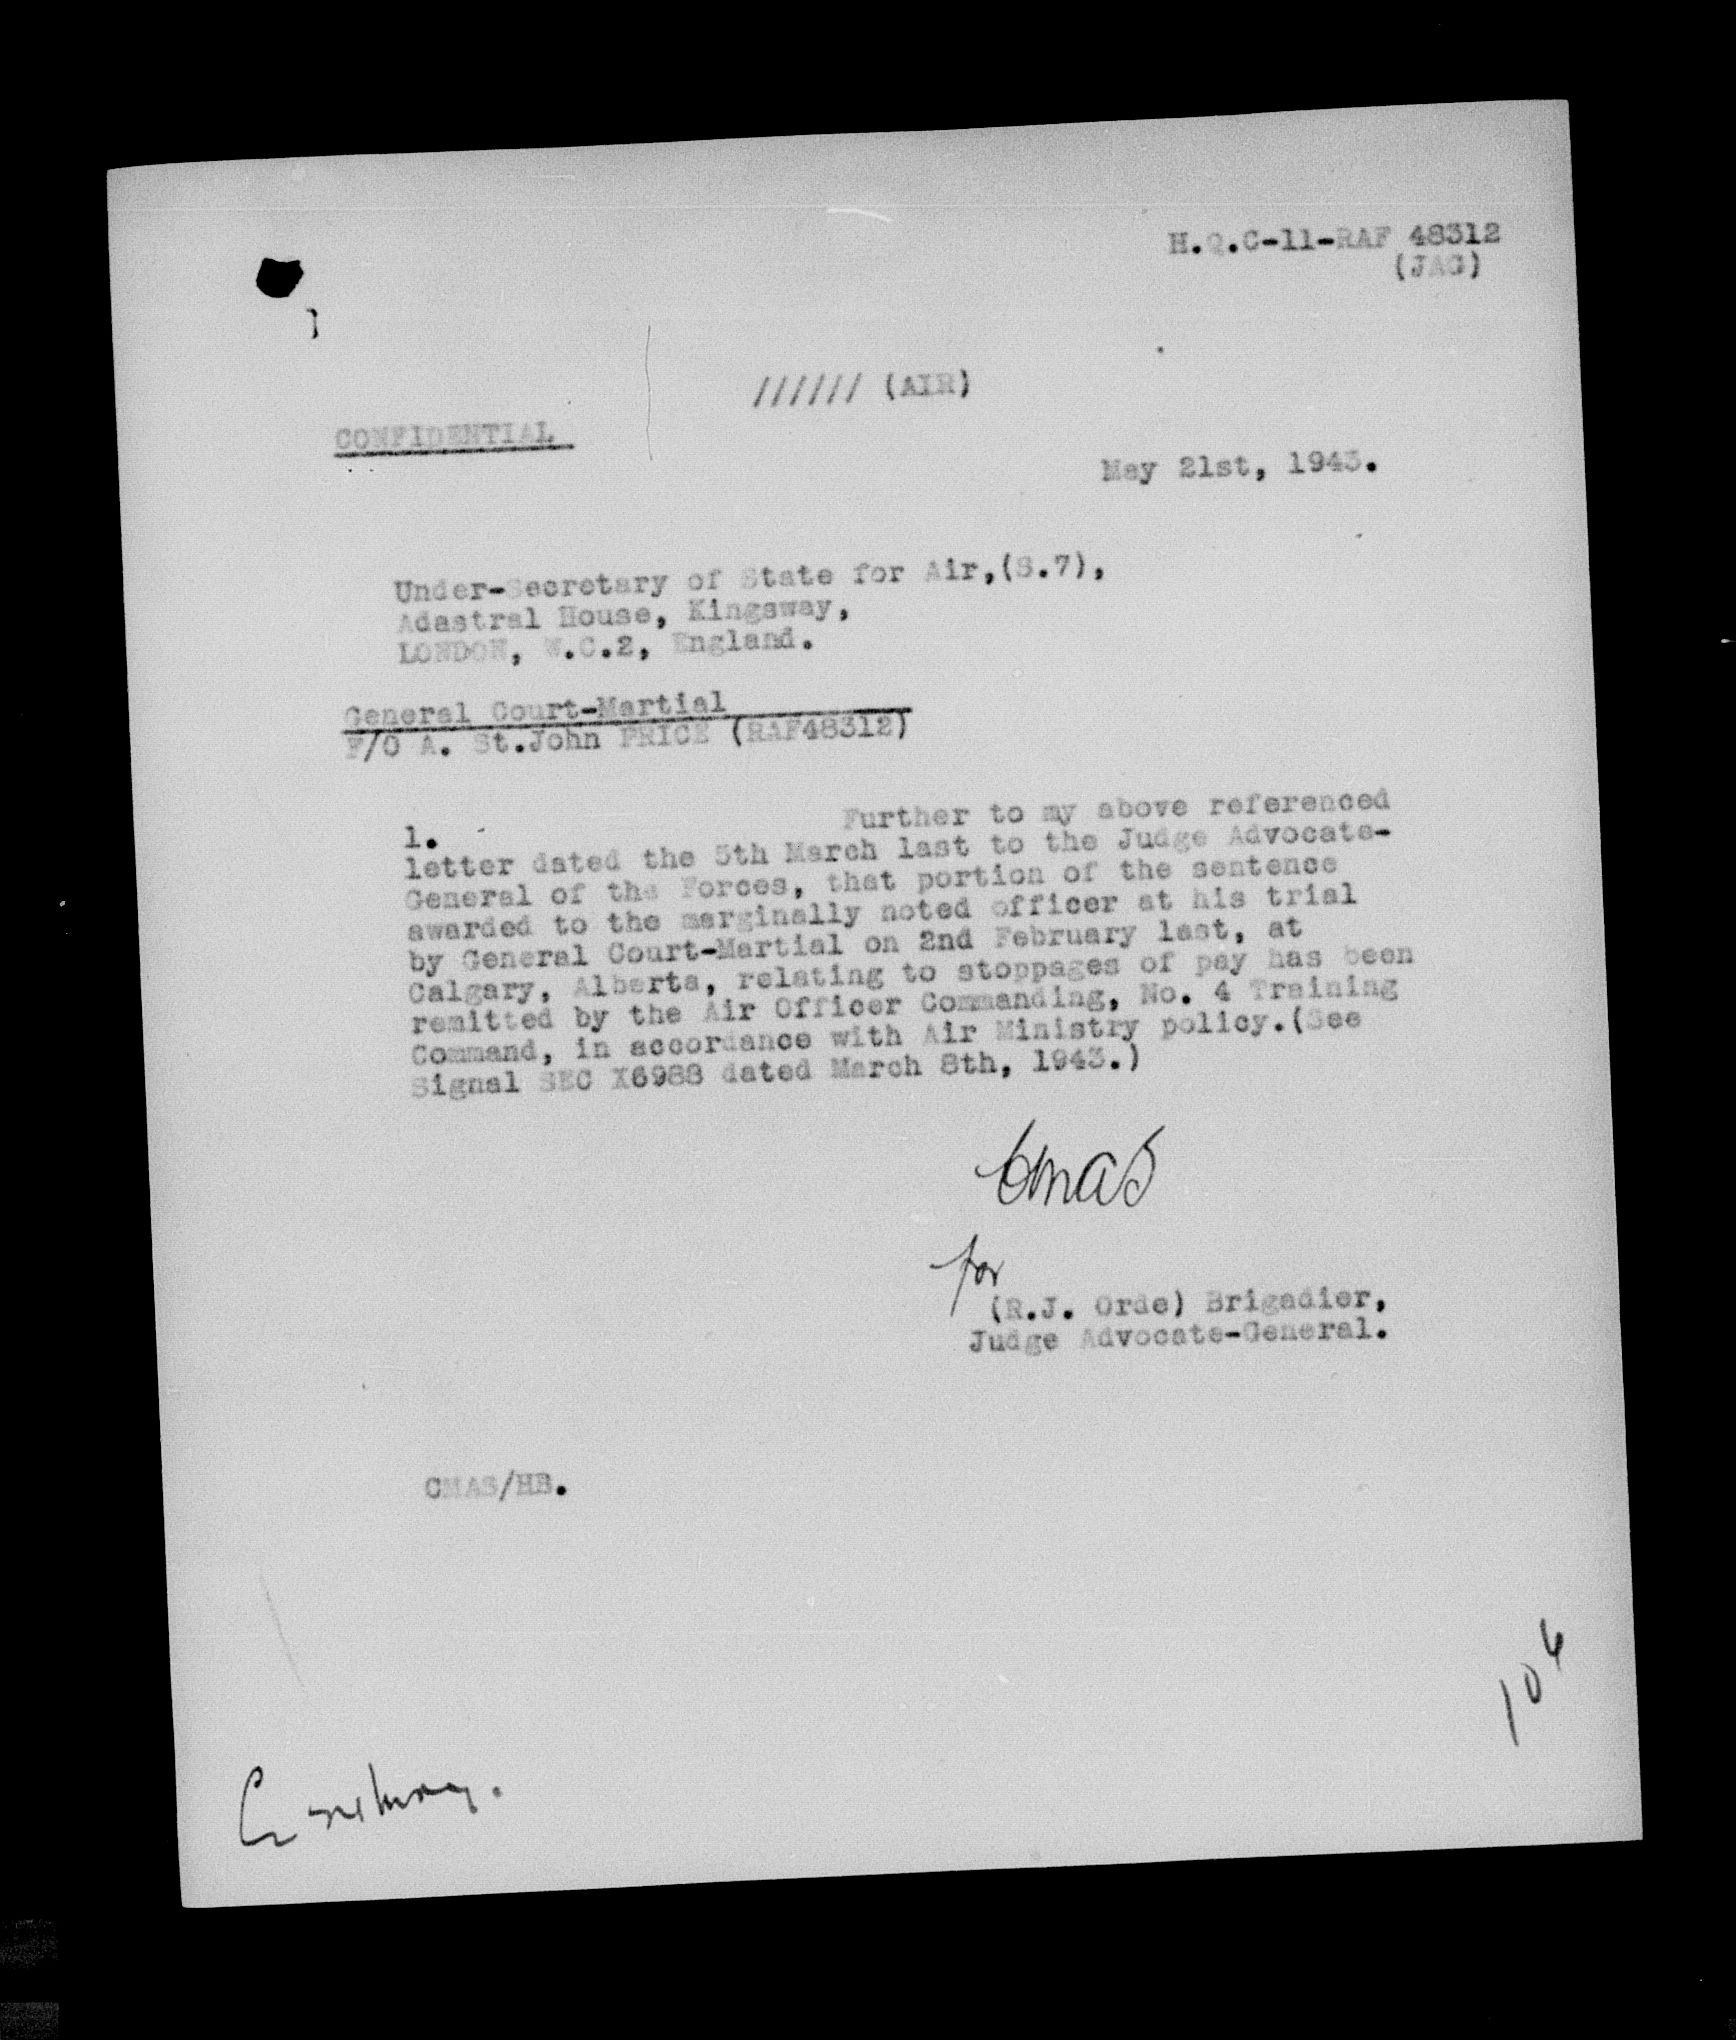 H.Q.C-11-RAF 48312
(JAG)
////// (AIR)
CONFIDENTIAL
May 21st, 1943.
Under-Secretary of State for Air,(S.7),
Adastral House, Kingsway,
LONDON, W.C.2, England.
General Court-Martial
F/O A. St.John PRICE (RAF48312)
1. Further to my above referenced
letter dated the 5th March last to the Judge Advocate-
General of the Forces, that portion of the sentence
awarded to the marginally noted officer at his trial
by General Court-Martial on 2nd February last, at
Calgary, Alberta, relating to stoppages of pay has been
remitted by the Air Officer Commanding, No. 4 Training
Command, in accordance with Air Ministry policy.(See
Signal SEC X6988 dated March 8th, 1943.)
CMAS
for
(R.J. Orde) Brigadier,
Judge Advocate-General.
CMAS/HB.
104